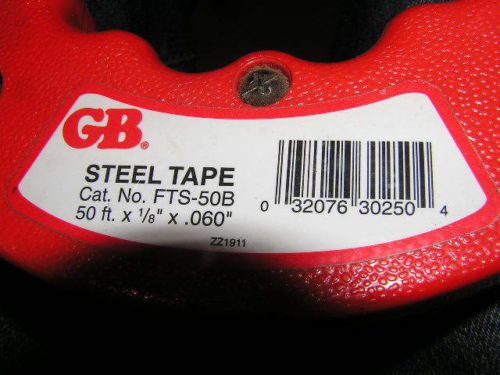 GB®
STEEL TAPE
Cat. No. FTS-50B
50 ft. x 1/8" x .060"
ZZ1911
0 32076 30250 4